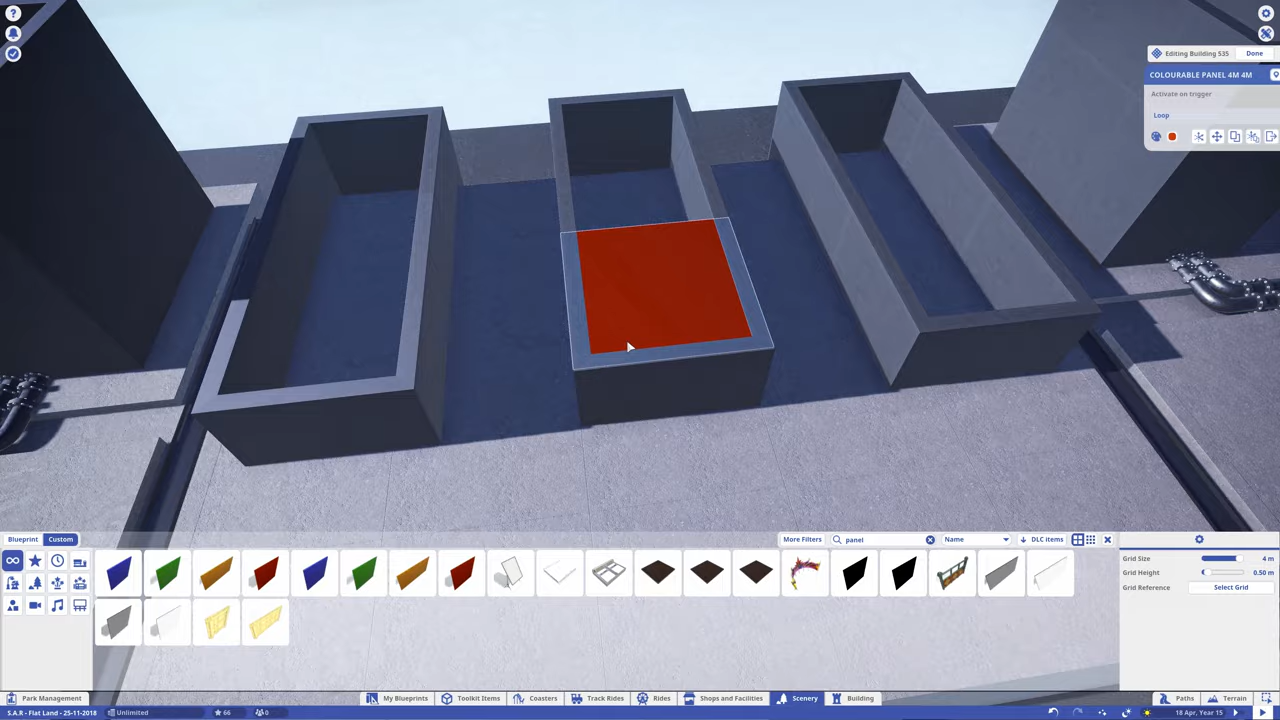 ?
Editing Building 535 Done
COLOURABLE PANEL 4M 4M
Activate on trigger
Loop
Blueprint Custom
More Filters panel Name DLC items
Grid Size 4 m
Grid Height 0.50 m
Grid Reference Select Grid
Park Management My Blueprints Toolkit Items Coasters Track Rides Rides Shops and Facilities Scenery Building Paths Terrain
S.A.R - Flat Land - 25-11-2018 Unlimited 66 0 18 Apr, Year 15